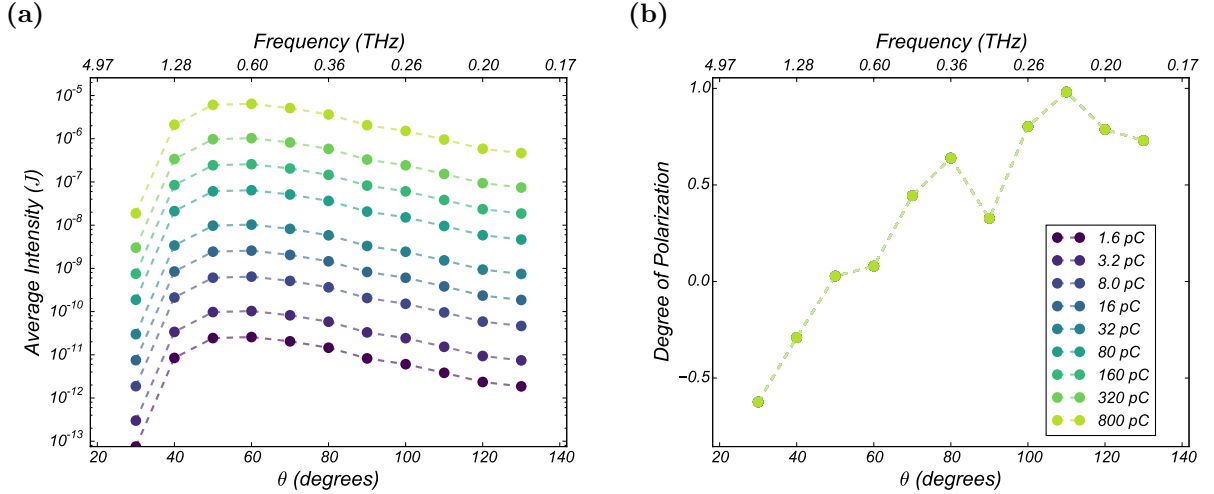 (a)
Frequency (THz)
4.97 1.28 0.60 0.36 0.26 0.20 0.17
Average Intensity (J)
10⁻⁵
10⁻⁶
10⁻⁷
10⁻⁸
10⁻⁹
10⁻¹⁰
10⁻¹¹
10⁻¹²
10⁻¹³
20 40 60 80 100 120 140
θ (degrees)
(b)
Frequency (THz)
4.97 1.28 0.60 0.36 0.26 0.20 0.17
Degree of Polarization
1.0
0.5
0.0
−0.5
1.6 pC
3.2 pC
8.0 pC
16 pC
32 pC
80 pC
160 pC
320 pC
800 pC
20 40 60 80 100 120 140
θ (degrees)